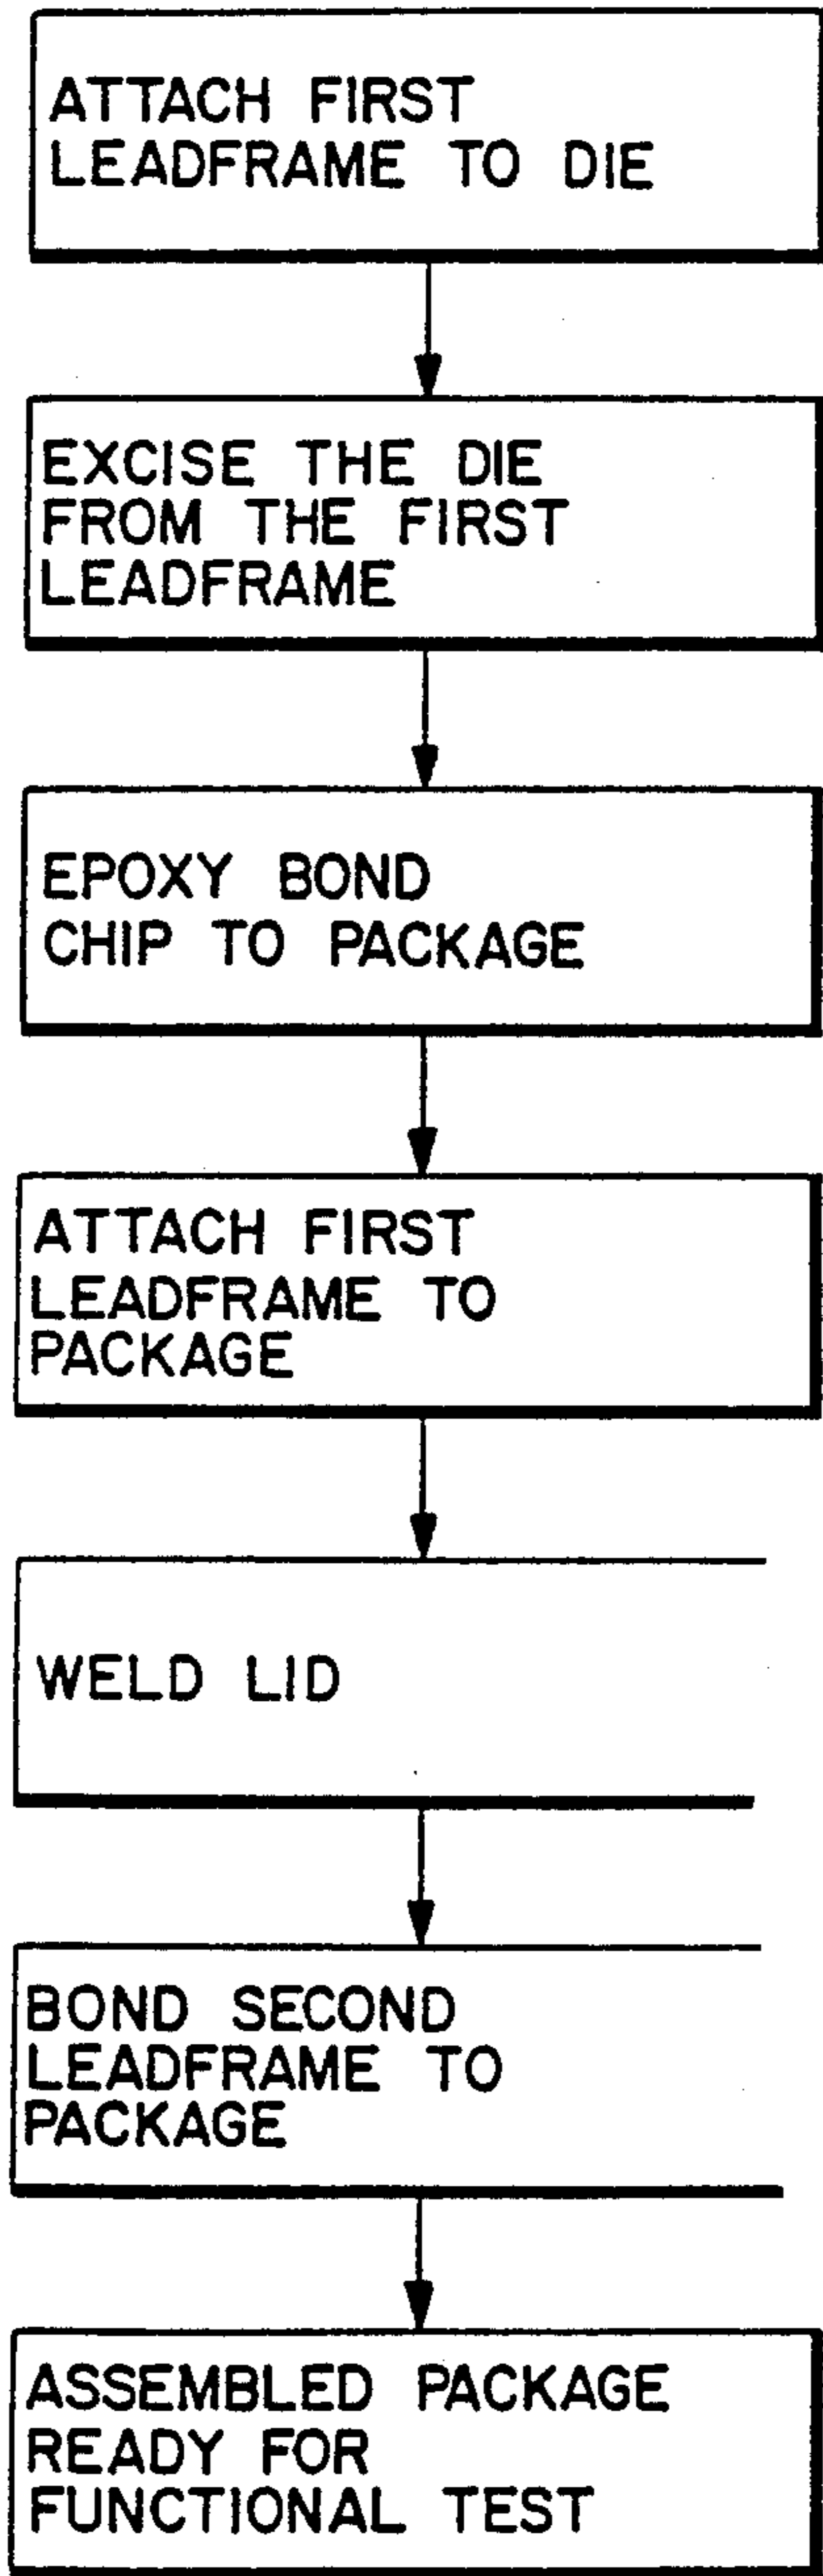 ATTACH FIRST
LEADFRAME TO DIE
EXCISE THE DIE
FROM THE FIRST
LEADFRAME
EPOXY BOND
CHIP TO PACKAGE
ATTACH FIRST
LEADFRAME TO
PACKAGE
WELD LID
BOND SECOND
LEADFRAME TO
PACKAGE
ASSEMBLED PACKAGE
READY FOR
FUNCTIONAL TEST